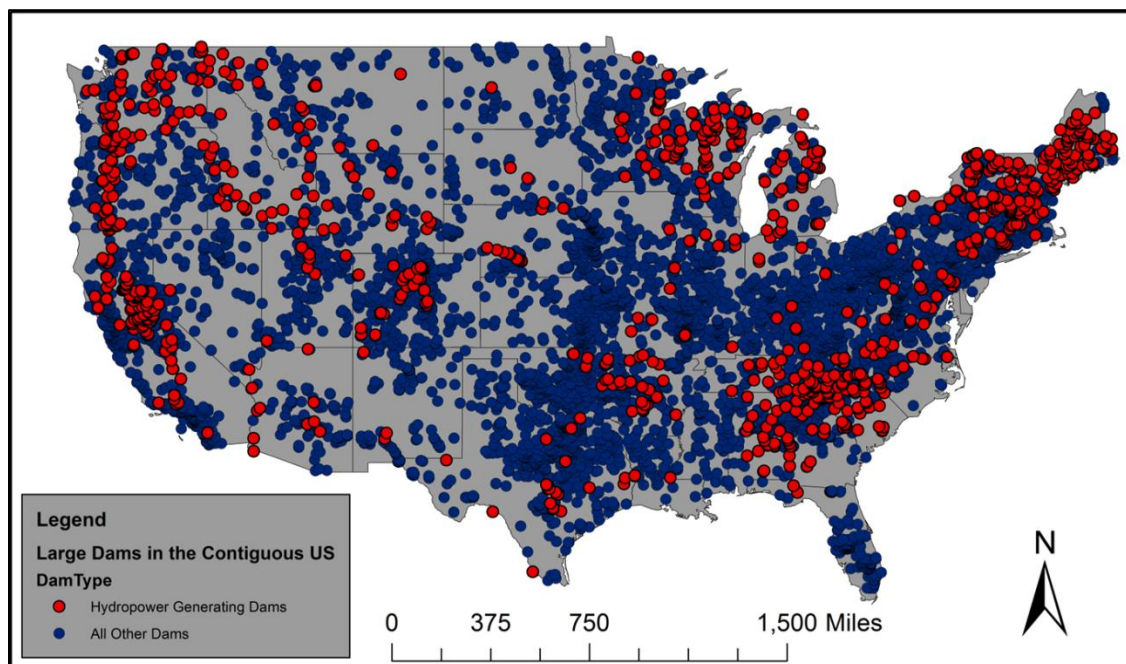 Legend
Large Dams in the Contiguous US
DamType
Hydropower Generating Dams
All Other Dams
0 375 750 1,500 Miles
N